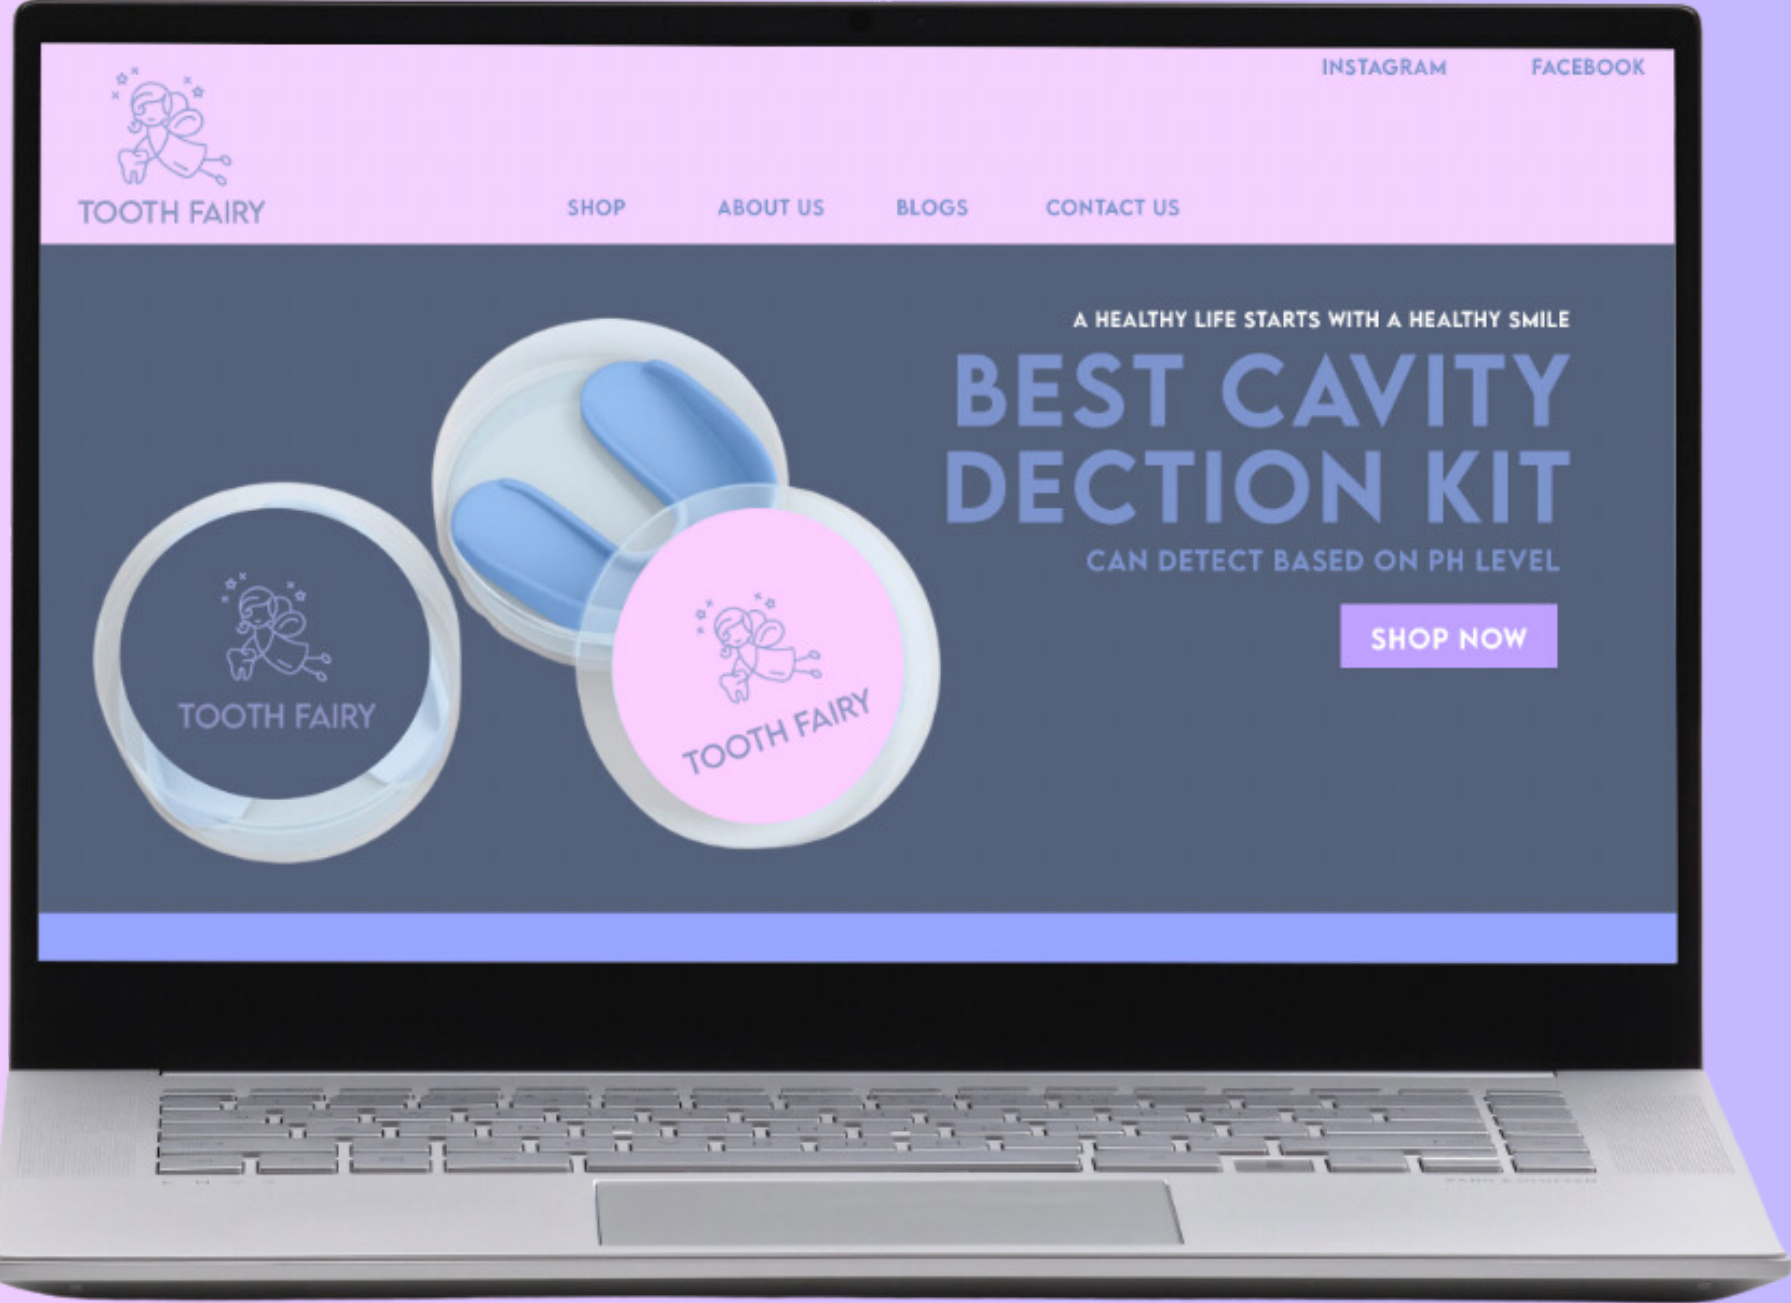 INSTAGRAM FACEBOOK
TOOTH FAIRY
SHOP ABOUT US BLOGS CONTACT US
A HEALTHY LIFE STARTS WITH A HEALTHY SMILE
BEST CAVITY
DECTION KIT
CAN DETECT BASED ON PH LEVEL
SHOP NOW
TOOTH FAIRY
TOOTH FAIRY